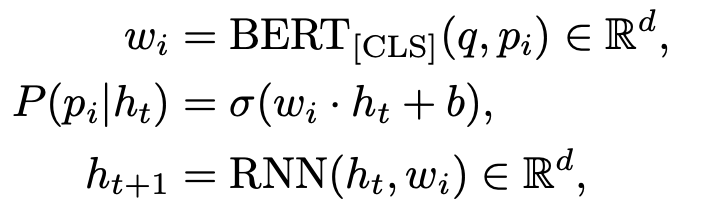 w_i = BERT_[CLS](q, p_i) ∈ ℝ^d,
P(p_i|h_t) = σ(w_i · h_t + b),
h_{t+1} = RNN(h_t, w_i) ∈ ℝ^d,